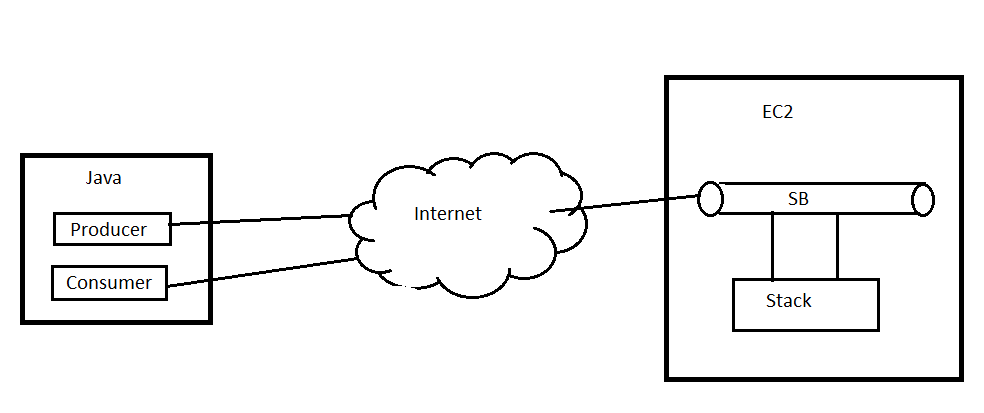 EC2
Java
SB
Internet
Producer
Consumer
Stack